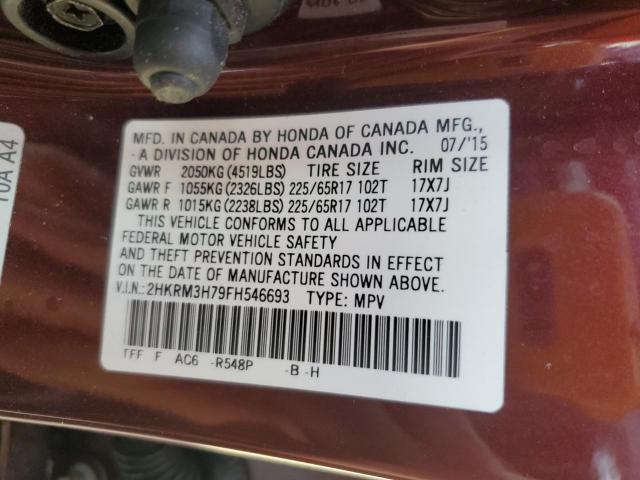 MFD. IN CANADA BY HONDA OF CANADA MFG.,
A DIVISION OF HONDA CANADA INC. 07/'15
GVWR 2050KG (4519LBS) TIRE SIZE RIM SIZE
GAWR F 1055KG (2326LBS) 225/65R17 102T 17X7J
GAWR R 1015KG (2238LBS) 225/65R17 102T 17X7J
THIS VEHICLE CONFORMS TO ALL APPLICABLE
FEDERAL MOTOR VEHICLE SAFETY
AND THEFT PREVENTION STANDARDS IN EFFECT
ON THE DATE OF MANUFACTURE SHOWN ABOVE.
V.I.N.: 2HKRM3H79FH546693 TYPE: MPV
TFF F AC6 -R548P -B -H
10A A4